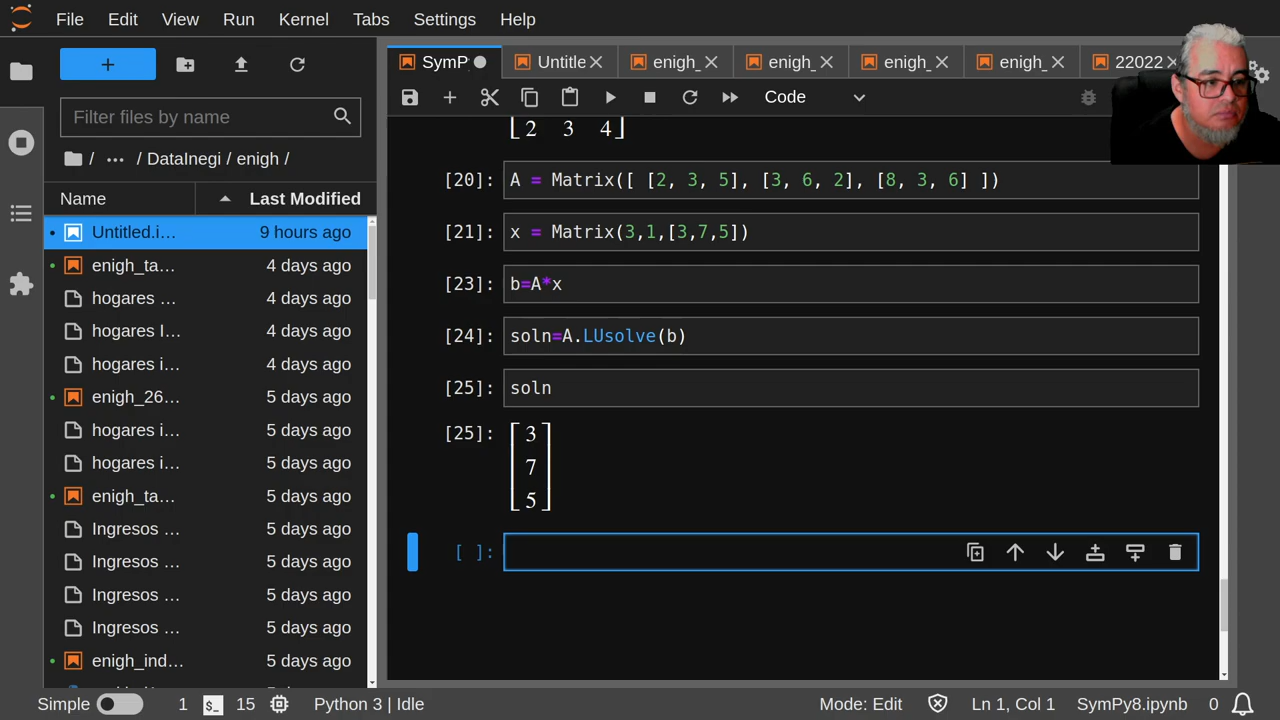 File Edit View Run Kernel Tabs Settings Help
+
Filter files by name
/ ... / DataInegi / enigh /
Name Last Modified
Untitled.i... 9 hours ago
enigh_ta... 4 days ago
hogares ... 4 days ago
hogares I... 4 days ago
hogares i... 4 days ago
enigh_26... 5 days ago
hogares i... 5 days ago
hogares i... 5 days ago
enigh_ta... 5 days ago
Ingresos ... 5 days ago
Ingresos ... 5 days ago
Ingresos ... 5 days ago
Ingresos ... 5 days ago
enigh_ind... 5 days ago
SymP Untitle enigh_ enigh_ enigh_ enigh_ 22022
Code
2 3 4
[20]: A = Matrix([ [2, 3, 5], [3, 6, 2], [8, 3, 6] ])
[21]: x = Matrix(3,1,[3,7,5])
[23]: b=A*x
[24]: soln=A.LUsolve(b)
[25]: soln
[25]: 3
7
5
[ ]:
Simple 1 $_ 15 Python 3 | Idle Mode: Edit Ln 1, Col 1 SymPy8.ipynb 0